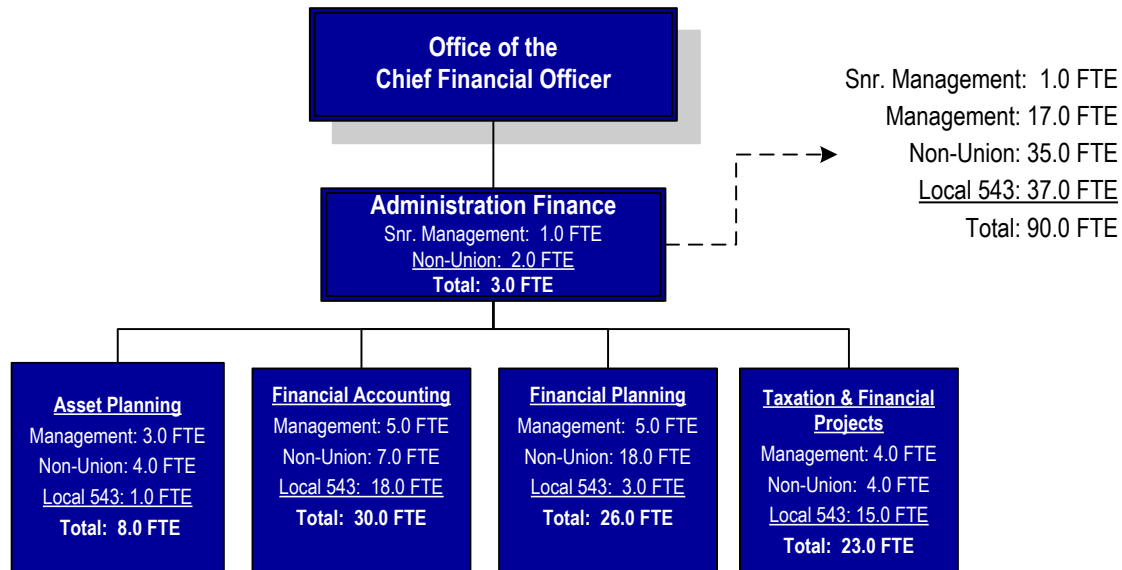 Office of the
Chief Financial Officer
Snr. Management: 1.0 FTE
Management: 17.0 FTE
Non-Union: 35.0 FTE
Local 543: 37.0 FTE
Total: 90.0 FTE
Administration Finance
Snr. Management: 1.0 FTE
Non-Union: 2.0 FTE
Total: 3.0 FTE
Asset Planning
Management: 3.0 FTE
Non-Union: 4.0 FTE
Local 543: 1.0 FTE
Total: 8.0 FTE
Financial Accounting
Management: 5.0 FTE
Non-Union: 7.0 FTE
Local 543: 18.0 FTE
Total: 30.0 FTE
Financial Planning
Management: 5.0 FTE
Non-Union: 18.0 FTE
Local 543: 3.0 FTE
Total: 26.0 FTE
Taxation & Financial
Projects
Management: 4.0 FTE
Non-Union: 4.0 FTE
Local 543: 15.0 FTE
Total: 23.0 FTE